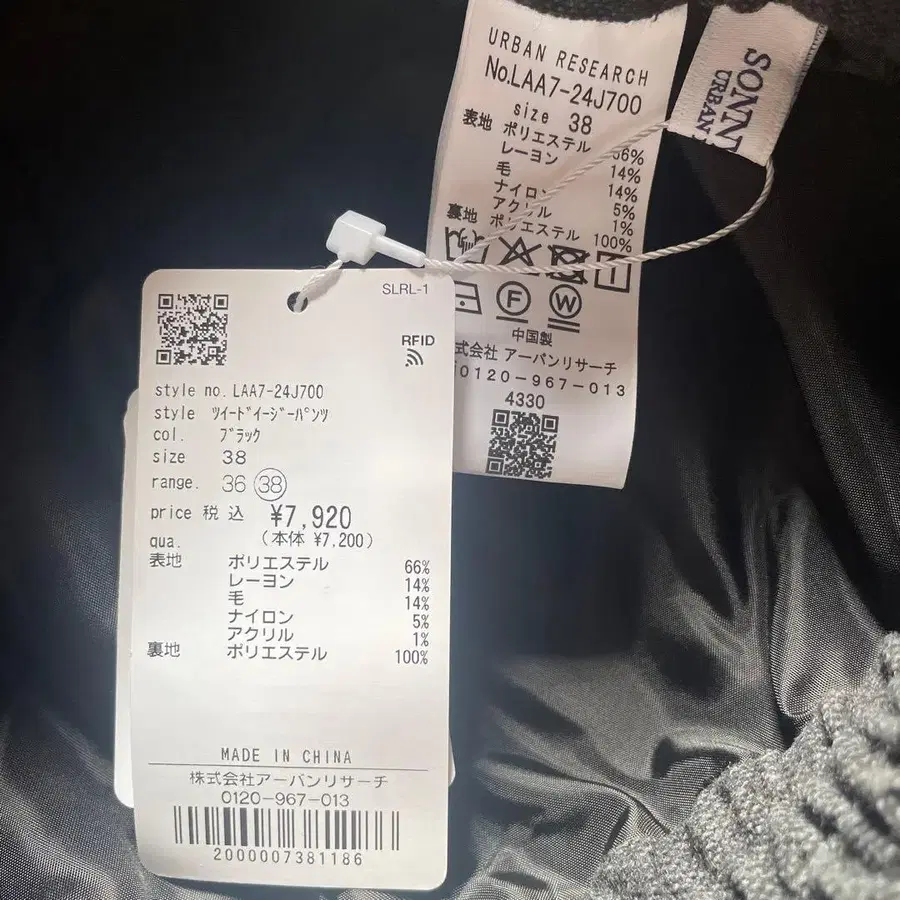 URBAN RESEARCH
No.LAA7-24J700
size 38
表地 ポリエステル 66%
レーヨン 14%
毛 14%
ナイロン 5%
アクリル 1%
裏地 ポリエステル 100%
F W
中国製
式会社 アーバンリサーチ
0120-967-013
4330
SONN
URBAN
SLRL-1
RFID
style no. LAA7-24J700
style ﾂｲｰﾄﾞｲｰｼﾞｰﾊﾟﾝﾂ
col. ﾌﾞﾗｯｸ
size 38
range. 36 38
price 税込 ¥7,920
(本体 ¥7,200)
qua.
表地 ポリエステル 66%
レーヨン 14%
毛 14%
ナイロン 5%
アクリル 1%
裏地 ポリエステル 100%
MADE IN CHINA
株式会社アーバンリサーチ
0120-967-013
2000007381186